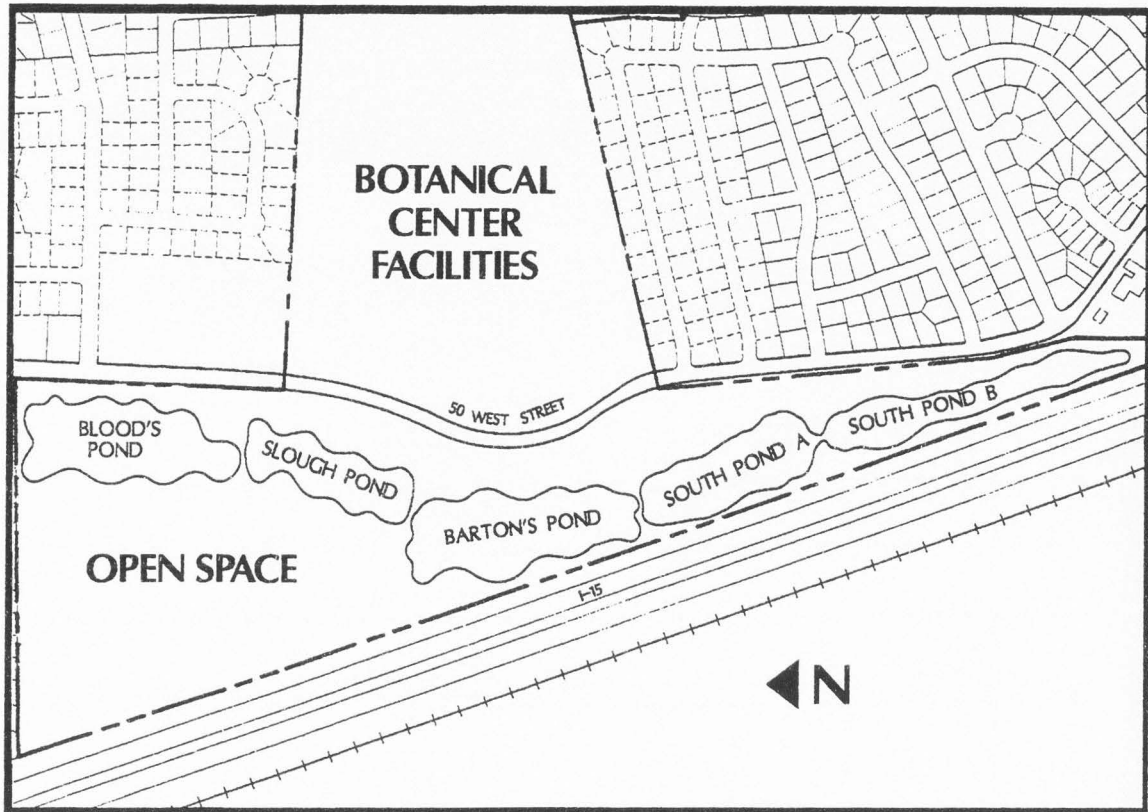 BOTANICAL
CENTER
FACILITIES
50 WEST STREET
BLOOD'S
POND
SLOUGH POND
BARTON'S POND
SOUTH POND A
SOUTH POND B
OPEN SPACE
I-15
N